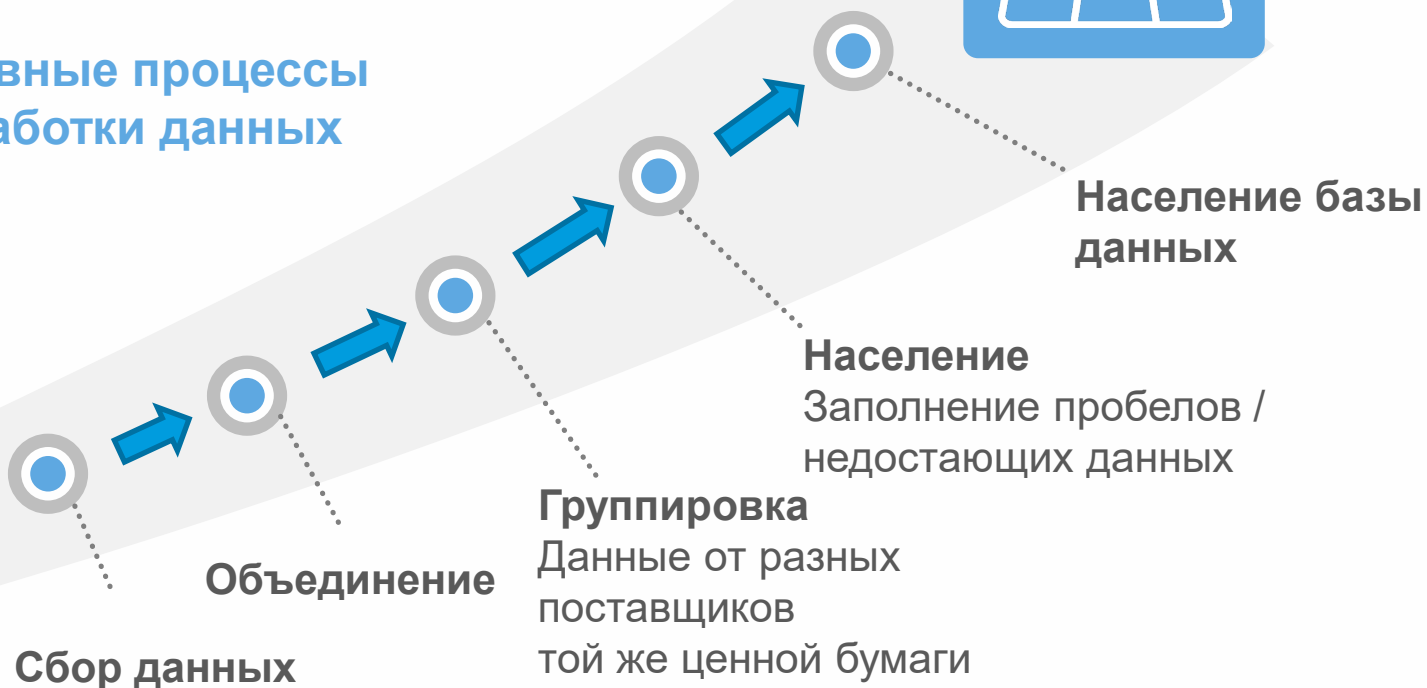 вные процессы
аботки данных
Население базы
данных
Население
Заполнение пробелов /
недостающих данных
Группировка
Данные от разных
поставщиков
той же ценной бумаги
Объединение
Сбор данных